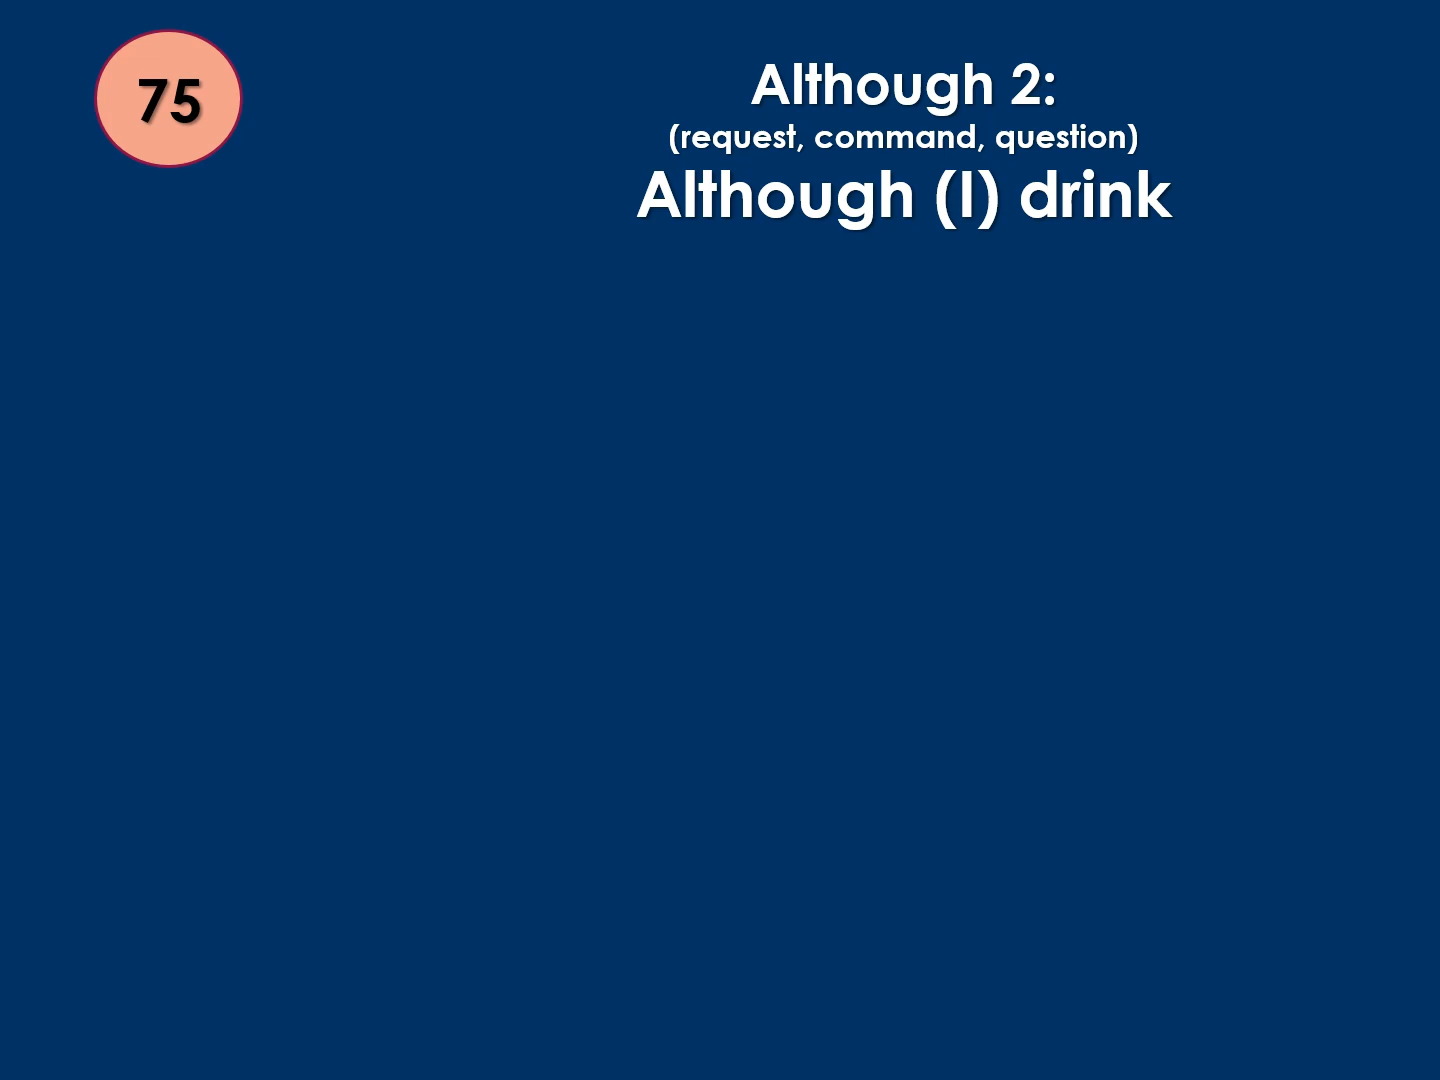 75
Although 2:
(request, command, question)
Although (I) drink